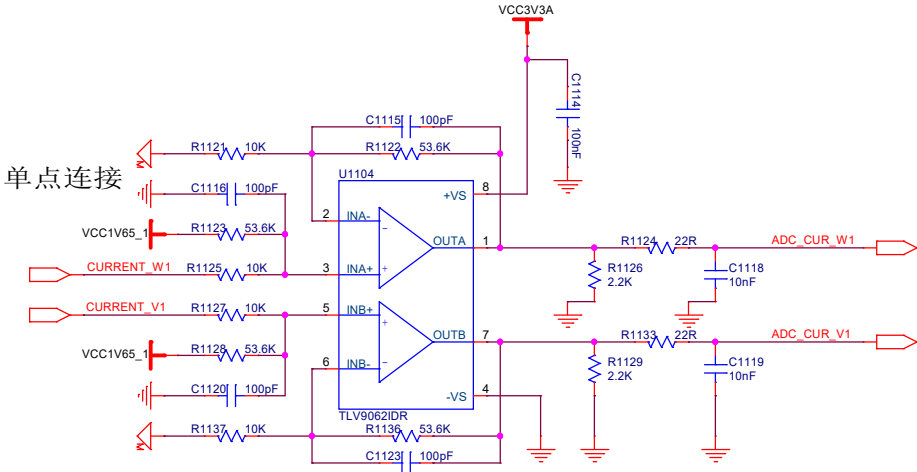 VCC3V3A
C1114
100nF
C1115 100pF
R1121 10K
R1122 53.6K
单点连接
C1116 100pF
U1104
+VS 8
VCC1V65_1 R1123 53.6K
2 INA-
OUTA 1
R1124 22R ADC_CUR_W1
CURRENT_W1 R1125 10K
3 INA+
R1126
2.2K
C1118
10nF
CURRENT_V1 R1127 10K
5 INB+
OUTB 7
R1133 22R ADC_CUR_V1
VCC1V65_1 R1128 53.6K
6 INB-
R1129
2.2K
C1119
10nF
C1120 100pF
-VS 4
TLV9062IDR
R1137 10K
R1136 53.6K
C1123 100pF